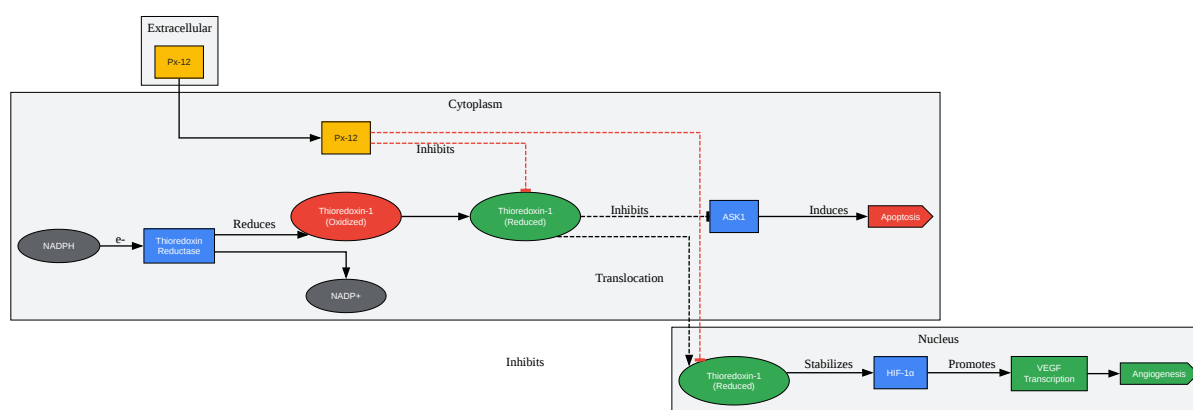 Extracellular
Px-12
Cytoplasm
Px-12
Inhibits
Thioredoxin-1
(Oxidized)
Thioredoxin-1
(Reduced)
Inhibits
ASK1
Induces
Apoptosis
Reduces
NADPH
e-
Thioredoxin
Reductase
Translocation
NADP+
Nucleus
Inhibits
Thioredoxin-1
(Reduced)
Stabilizes
HIF-1α
Promotes
VEGF
Transcription
Angiogenesis